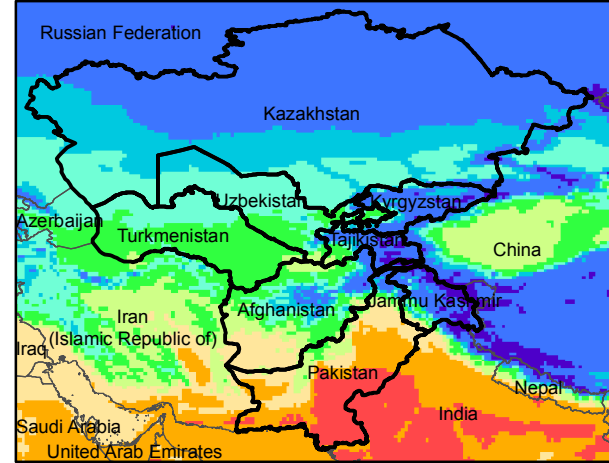 Russian Federation
Kazakhstan
Uzbekistan
Kyrgyzstan
Azerbaijan
Turkmenistan
Tajikistan
China
Afghanistan
Jammu Kashmir
Iran
(Islamic Republic of)
Iraq
Pakistan
Nepal
Saudi Arabia
India
United Arab Emirates